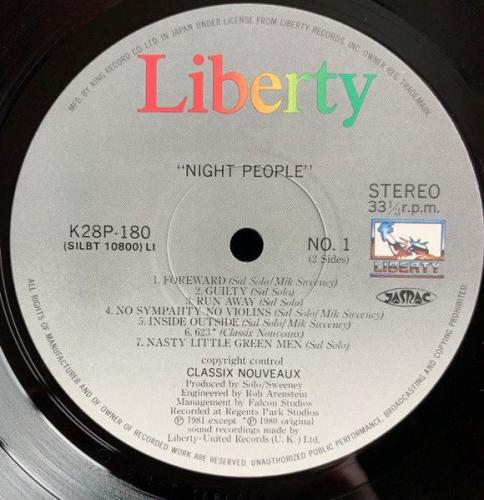 MFD. BY KING RECORD CO. LTD. IN JAPAN UNDER LICENSE FROM LIBERTY RECORDS, INC. OWNER REG. TRADEMARK.
Liberty
"NIGHT PEOPLE"
STEREO
33⅓r.p.m.
K28P-180
(SILBT 10800) LI
NO. 1
(2 Sides)
LIBERTY
JASRAC
1. FOREWARD (Sal Solo/Mik Sweeney)
2. GUILTY (Sal Solo)
3. RUN AWAY (Sal Solo)
4. NO SYMPAHTY NO VIOLINS (Sal Solo/Mik Sweeney)
5. INSIDE OUTSIDE (Sal Solo/Mik Sweeney)
6. 623* (Classix Nouveaux)
7. NASTY LITTLE GREEN MEN (Sal Solo)
copyright control
CLASSIX NOUVEAUX
Produced by Solo/Sweeney
Engineered by Rob Arenstein
Management by Falcon Studios
Recorded at Regents Park Studios
℗ 1981 except *℗ 1980 original
sound recordings made by
Liberty-United Records (U. K.) Ltd.
ALL RIGHTS OF MANUFACTURER AND OF OWNER OF RECORDED WORK ARE RESERVED. UNAUTHORIZED PUBLIC PERFORMANCE, BROADCASTING AND COPYING PROHIBITED.